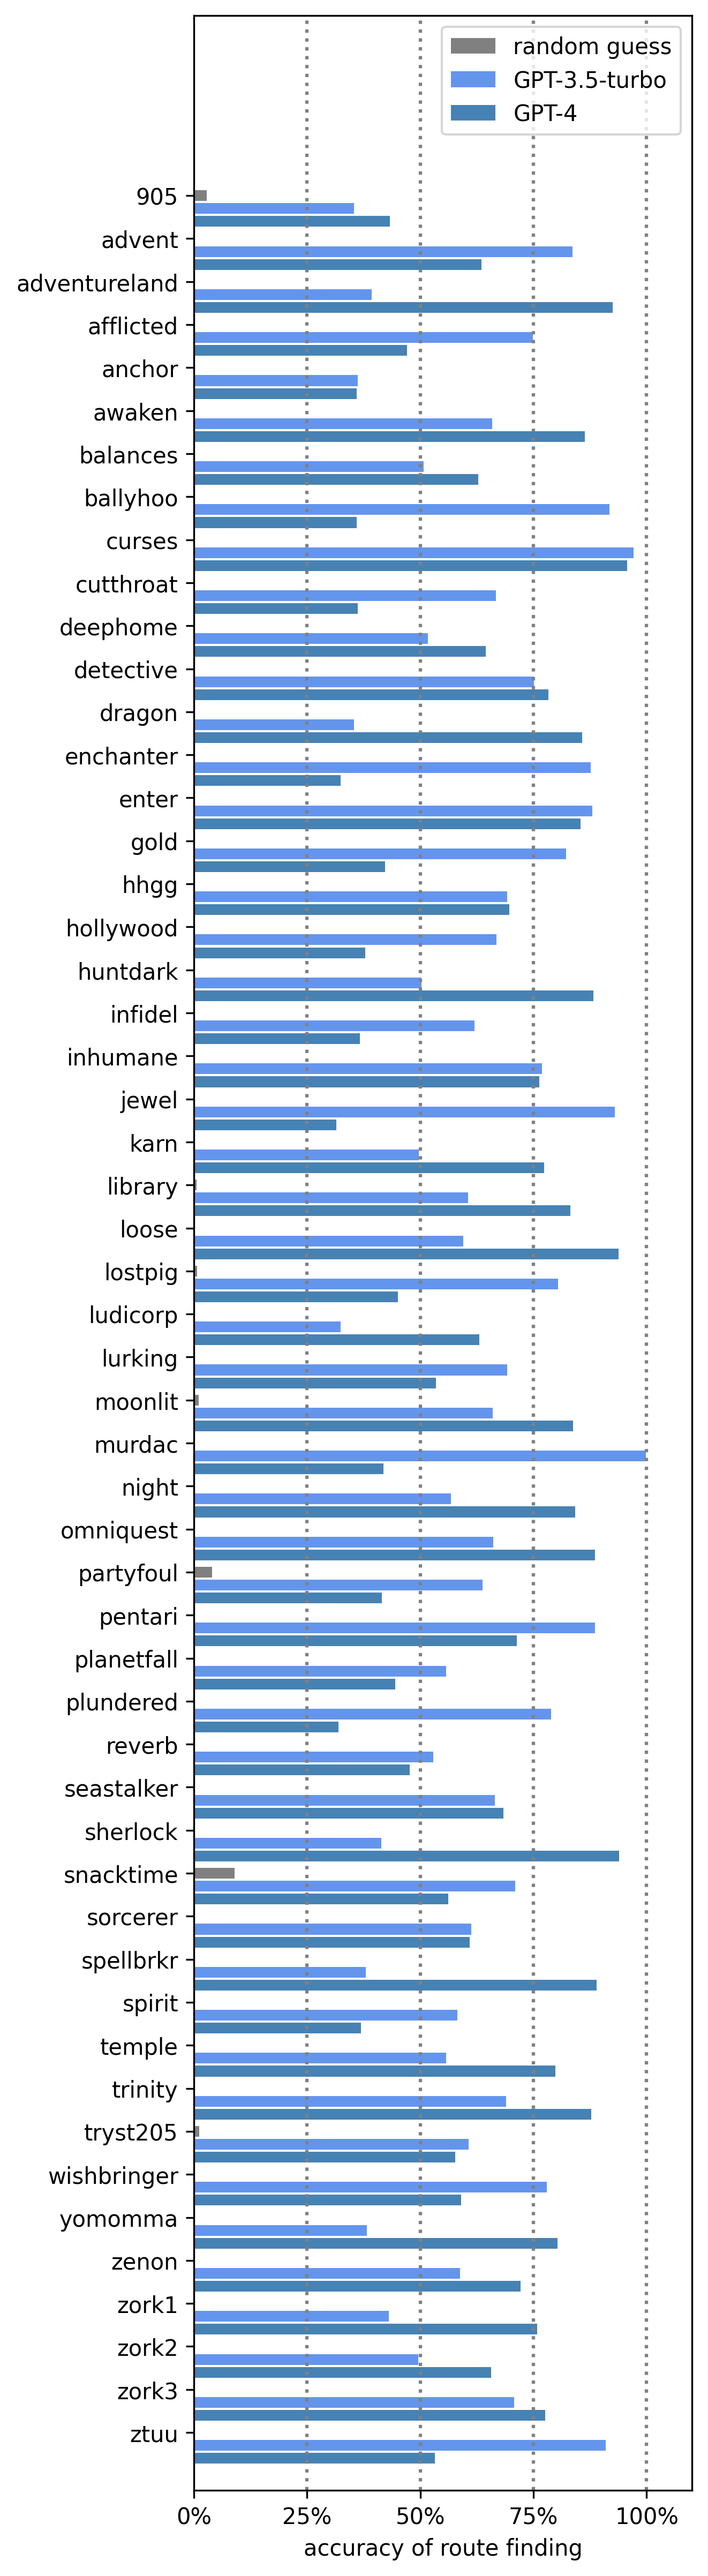 random guess
GPT-3.5-turbo
GPT-4
905
advent
adventureland
afflicted
anchor
awaken
balances
ballyhoo
curses
cutthroat
deephome
detective
dragon
enchanter
enter
gold
hhgg
hollywood
huntdark
infidel
inhumane
jewel
karn
library
loose
lostpig
ludicorp
lurking
moonlit
murdac
night
omniquest
partyfoul
pentari
planetfall
plundered
reverb
seastalker
sherlock
snacktime
sorcerer
spellbrkr
spirit
temple
trinity
tryst205
wishbringer
yomomma
zenon
zork1
zork2
zork3
ztuu
0% 25% 50% 75% 100%
accuracy of route finding